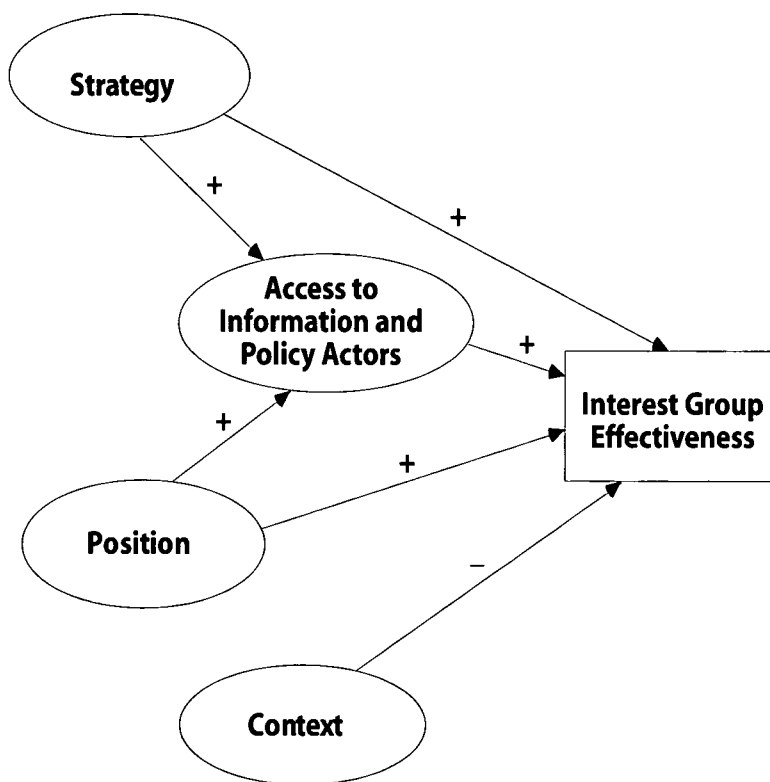 Strategy
+
+
Access to
Information and
Policy Actors
+
Interest Group
Effectiveness
+
+
Position
–
Context